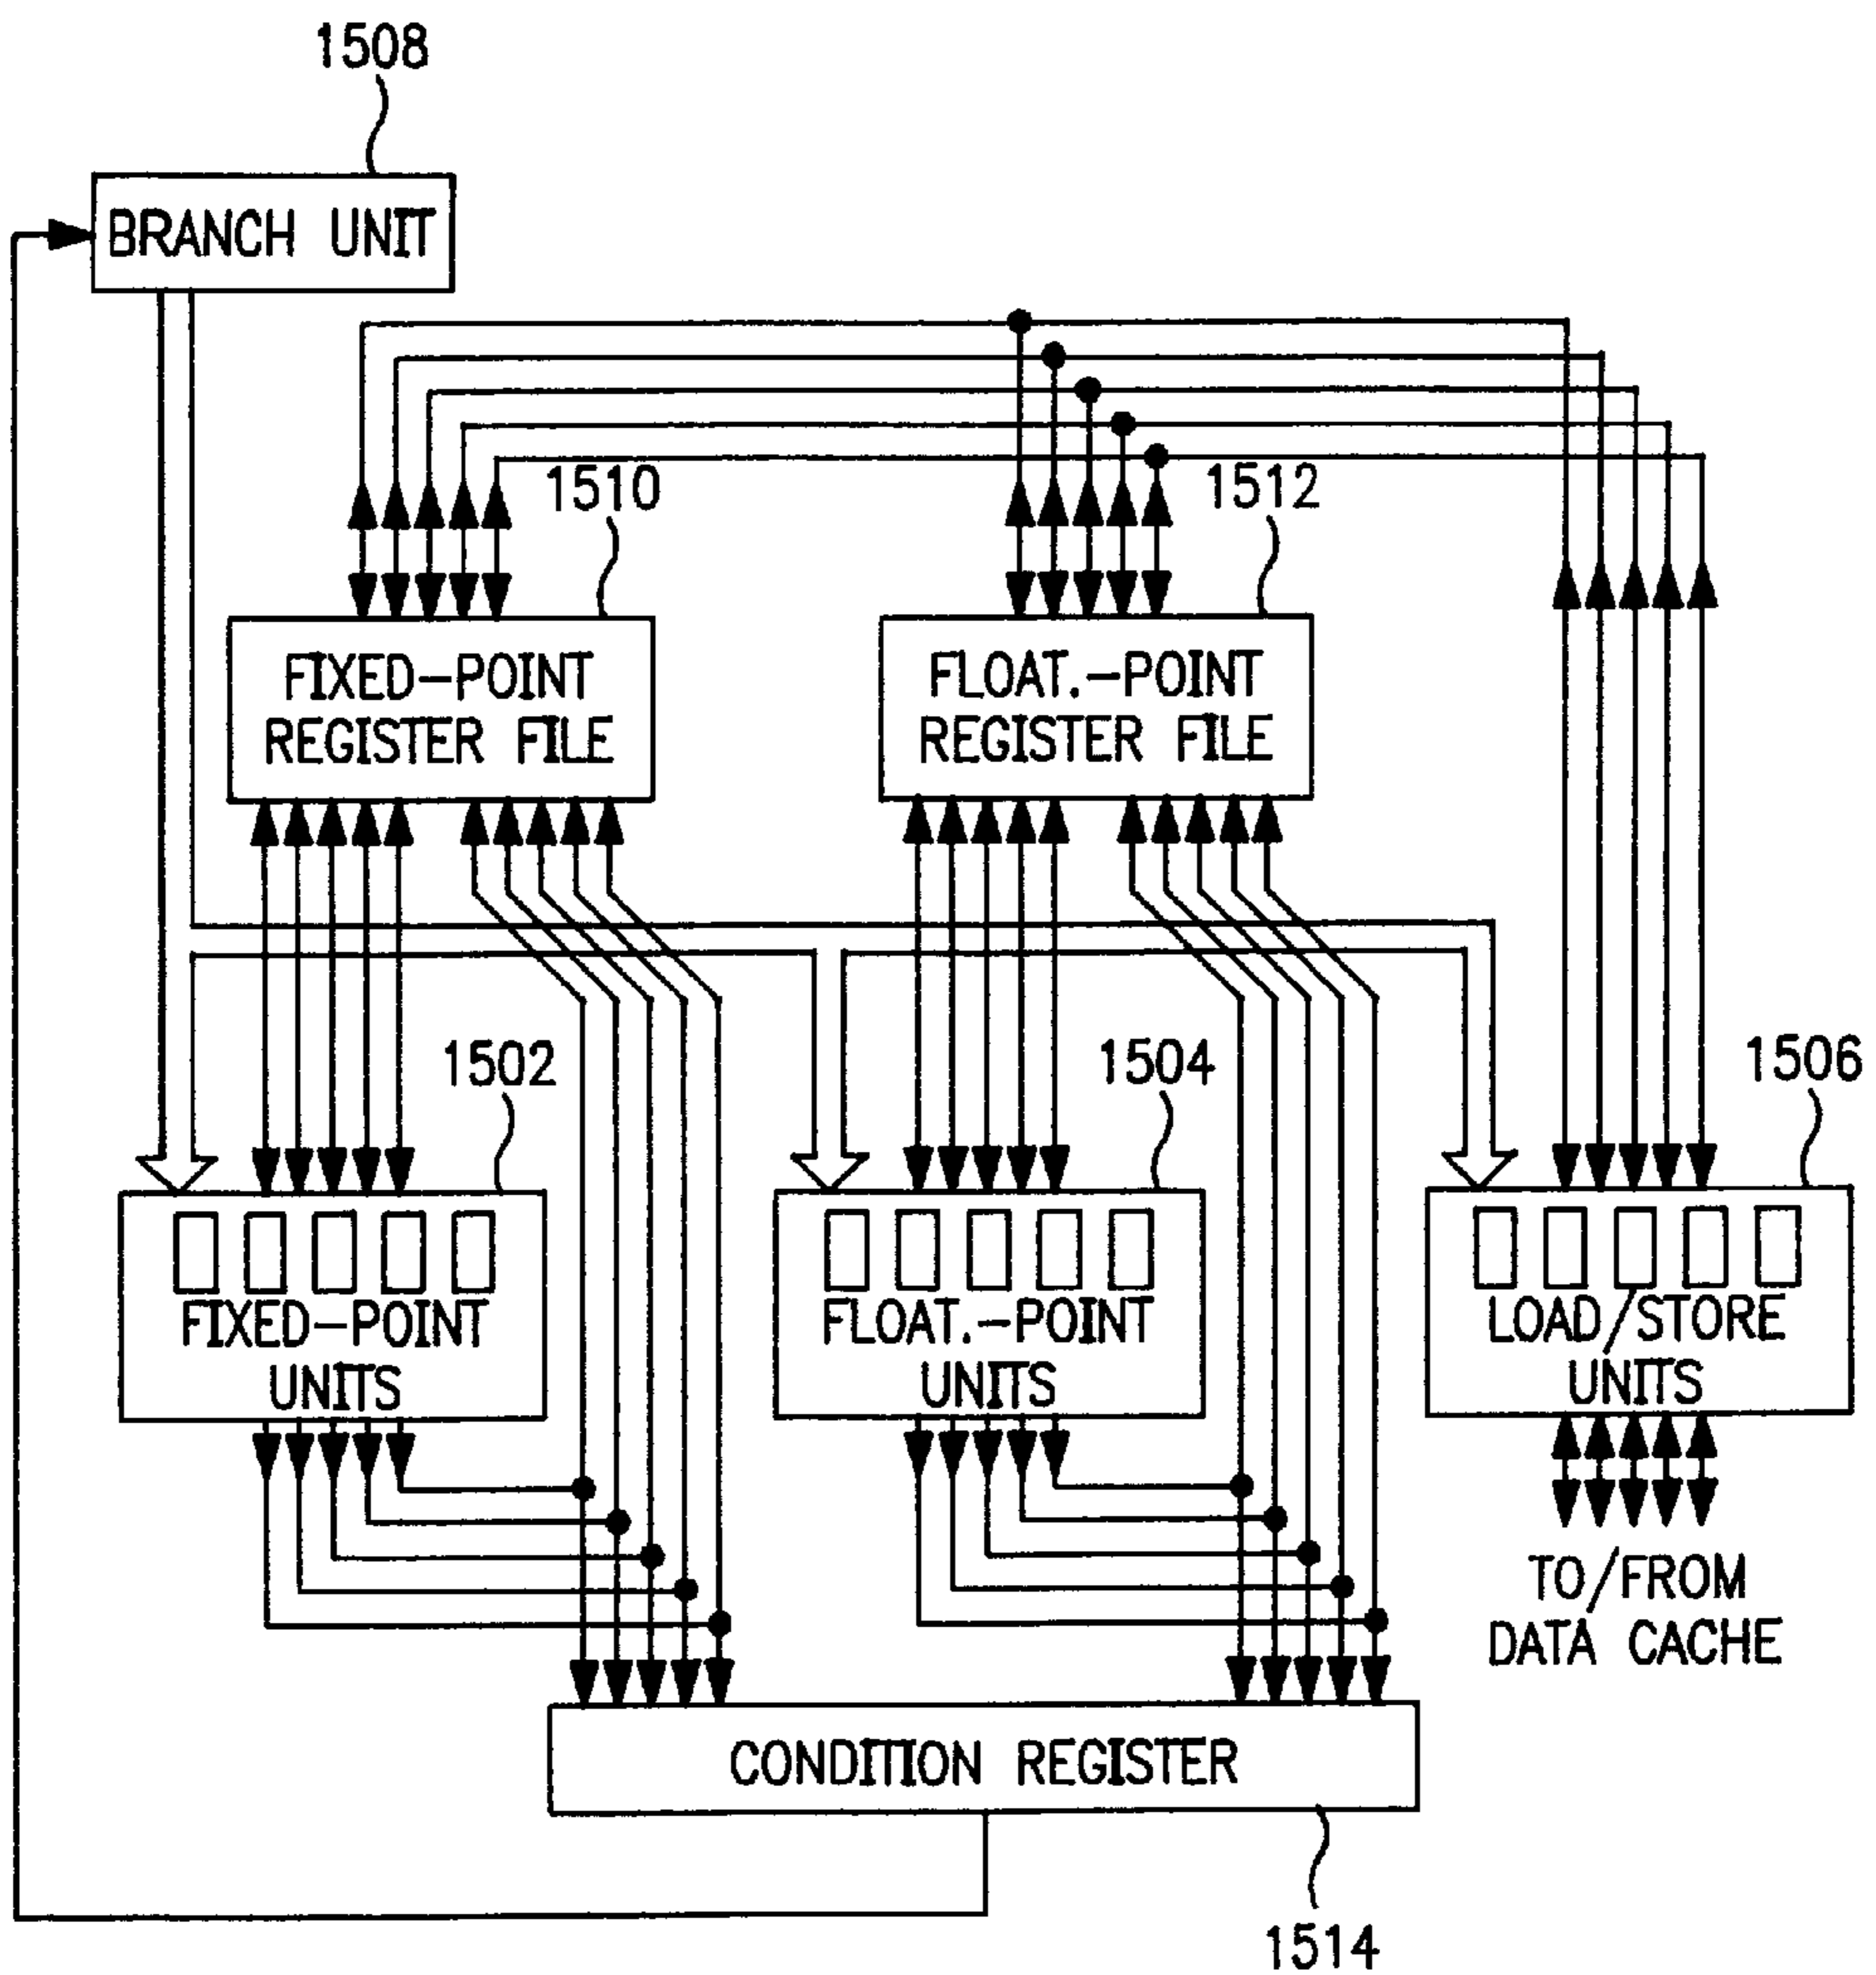 1508
BRANCH UNIT
1510
1512
FIXED-POINT
REGISTER FILE
FLOAT.-POINT
REGISTER FILE
1502
1504
1506
FIXED-POINT
UNITS
FLOAT.-POINT
UNITS
LOAD/STORE
UNITS
TO/FROM
DATA CACHE
CONDITION REGISTER
1514